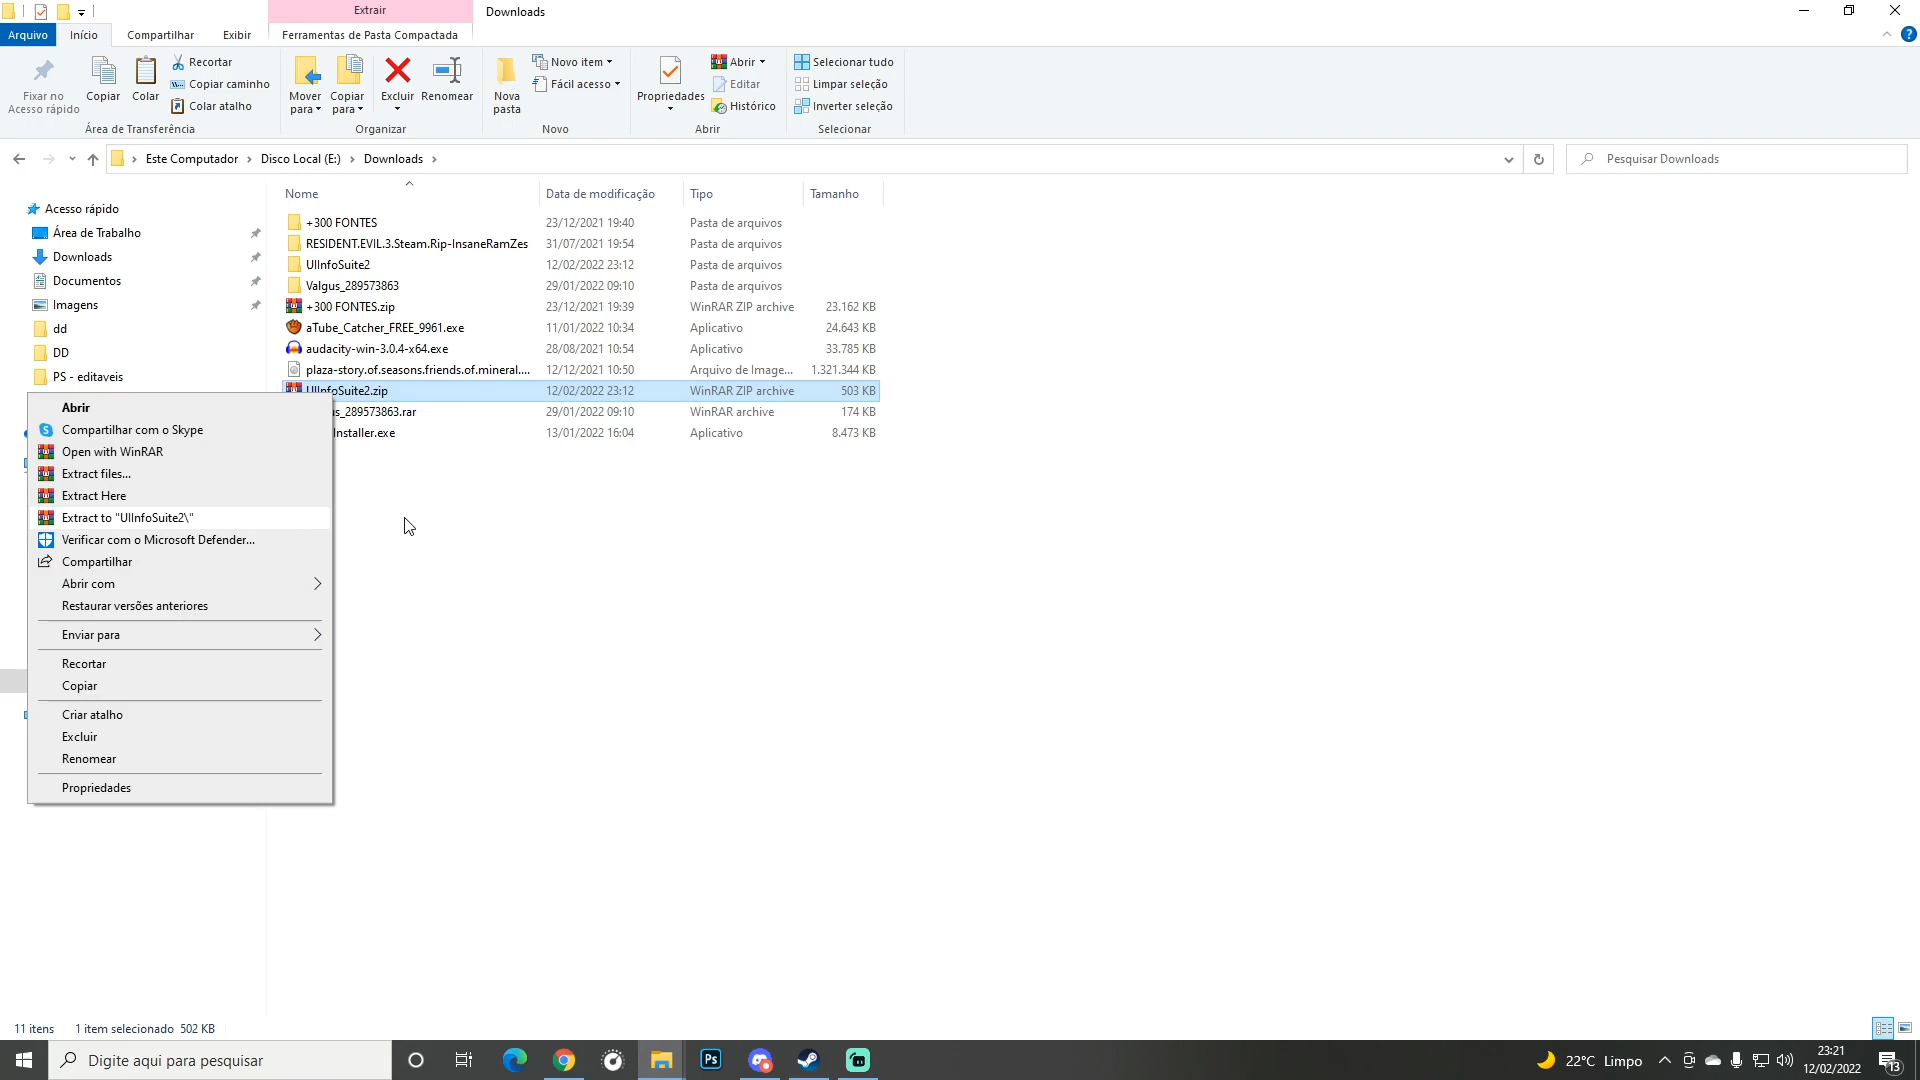 Extrair
Downloads
Arquivo
Início
Compartilhar
Exibir
Ferramentas de Pasta Compactada
Fixar no
Acesso rápido
Copiar
Colar
Recortar
Copiar caminho
Colar atalho
Área de Transferência
Mover
para
Copiar
para
Excluir
Renomear
Organizar
Nova
pasta
Novo item
Fácil acesso
Novo
Propriedades
Abrir
Editar
Histórico
Abrir
Selecionar tudo
Limpar seleção
Inverter seleção
Selecionar
Este Computador
Disco Local (E:)
Downloads
Pesquisar Downloads
Nome
Data de modificação
Tipo
Tamanho
Acesso rápido
Área de Trabalho
Downloads
Documentos
Imagens
dd
DD
PS - editaveis
+300 FONTES 23/12/2021 19:40 Pasta de arquivos
RESIDENT.EVIL.3.Steam.Rip-InsaneRamZes 31/07/2021 19:54 Pasta de arquivos
UIInfoSuite2 12/02/2022 23:12 Pasta de arquivos
Valgus_289573863 29/01/2022 09:10 Pasta de arquivos
+300 FONTES.zip 23/12/2021 19:39 WinRAR ZIP archive 23.162 KB
aTube_Catcher_FREE_9961.exe 11/01/2022 10:34 Aplicativo 24.643 KB
audacity-win-3.0.4-x64.exe 28/08/2021 10:54 Aplicativo 33.785 KB
plaza-story.of.seasons.friends.of.mineral.... 12/12/2021 10:50 Arquivo de Image... 1.321.344 KB
UIInfoSuite2.zip 12/02/2022 23:12 WinRAR ZIP archive 503 KB
s_289573863.rar 29/01/2022 09:10 WinRAR archive 174 KB
Installer.exe 13/01/2022 16:04 Aplicativo 8.473 KB
Abrir
Compartilhar com o Skype
Open with WinRAR
Extract files...
Extract Here
Extract to "UIInfoSuite2\"
Verificar com o Microsoft Defender...
Compartilhar
Abrir com
Restaurar versões anteriores
Enviar para
Recortar
Copiar
Criar atalho
Excluir
Renomear
Propriedades
11 itens
1 item selecionado 502 KB
Digite aqui para pesquisar
Ps
22°C Limpo
23:21
12/02/2022
13